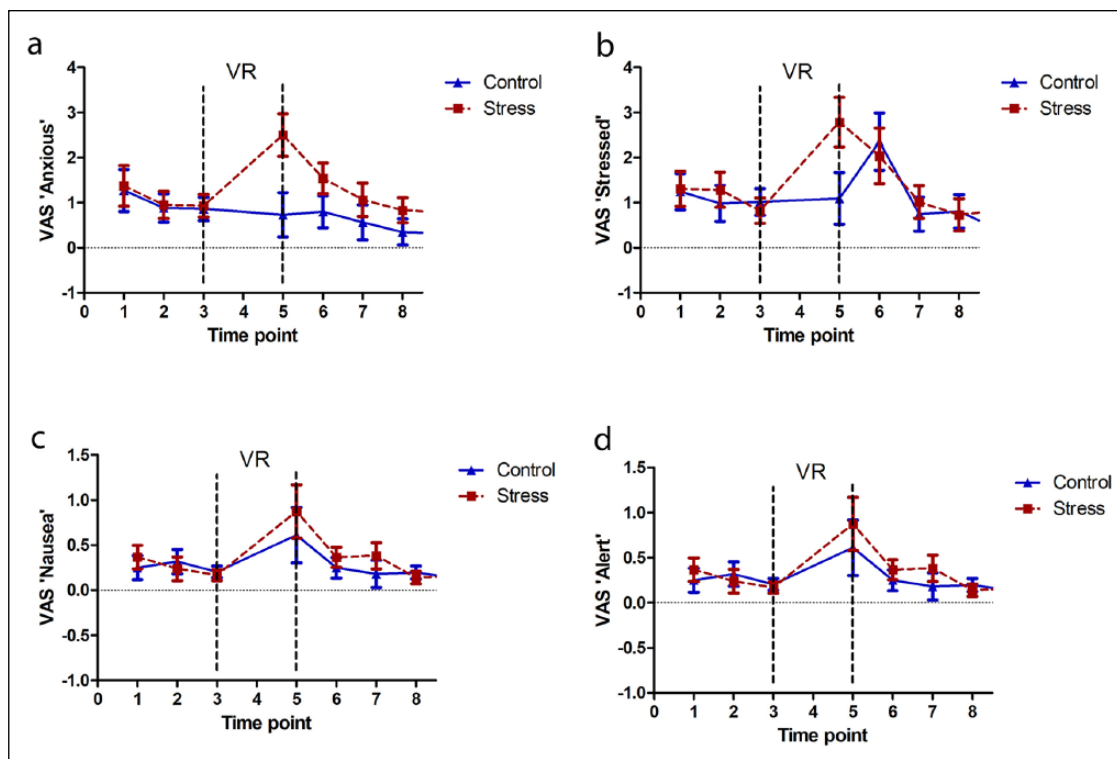 a
VR
Control
Stress
VAS 'Anxious'
4
3
2
1
0
-1
0 1 2 3 4 5 6 7 8
Time point
b
VR
Control
Stress
VAS 'Stressed'
4
3
2
1
0
-1
0 1 2 3 4 5 6 7 8
Time point
c
VR
Control
Stress
VAS 'Nausea'
1.5
1.0
0.5
0.0
-0.5
-1.0
0 1 2 3 4 5 6 7 8
Time point
d
VR
Control
Stress
VAS 'Alert'
1.5
1.0
0.5
0.0
-0.5
-1.0
0 1 2 3 4 5 6 7 8
Time point